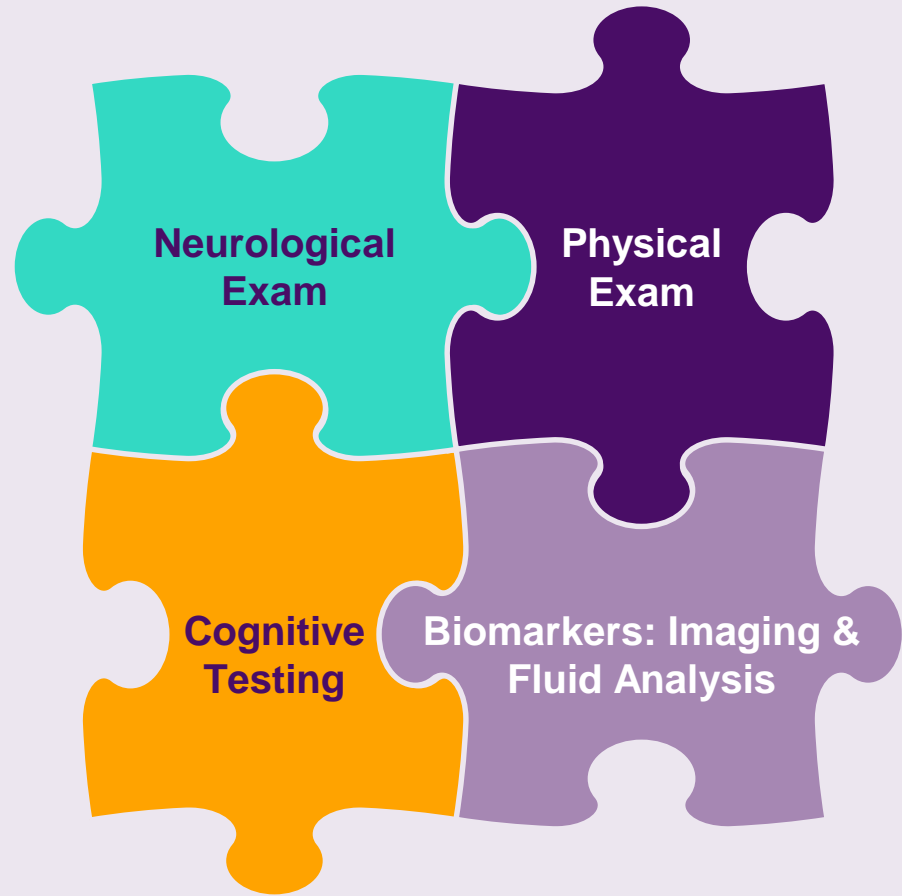 Neurological
Exam
Physical
Exam
Cognitive
Testing
Biomarkers: Imaging &
Fluid Analysis